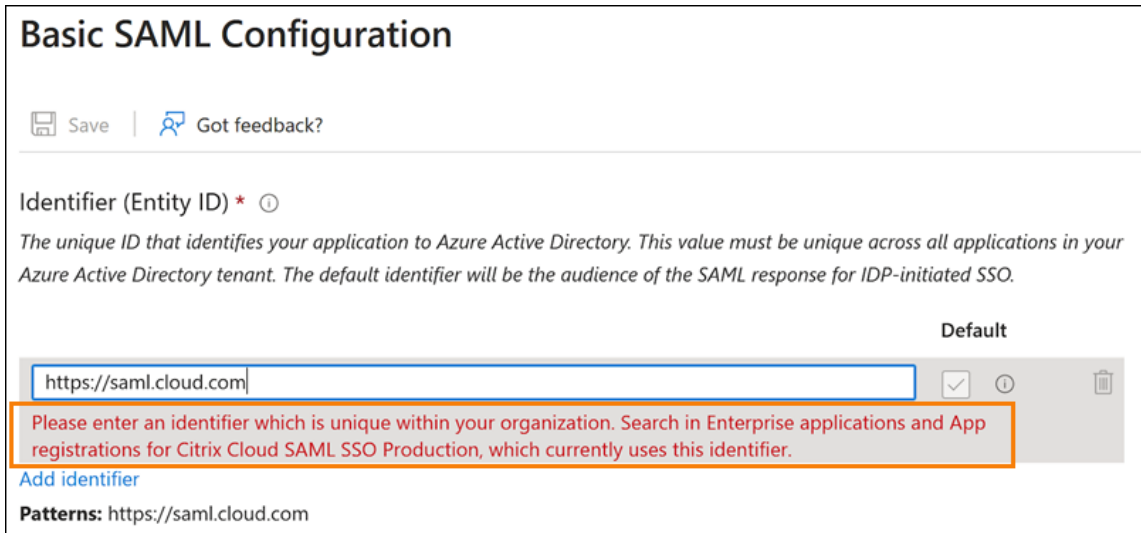 Basic SAML Configuration
Save
Got feedback?
Identifier (Entity ID) *
The unique ID that identifies your application to Azure Active Directory. This value must be unique across all applications in your
Azure Active Directory tenant. The default identifier will be the audience of the SAML response for IDP-initiated SSO.
Default
https://saml.cloud.com
Please enter an identifier which is unique within your organization. Search in Enterprise applications and App
registrations for Citrix Cloud SAML SSO Production, which currently uses this identifier.
Add identifier
Patterns: https://saml.cloud.com